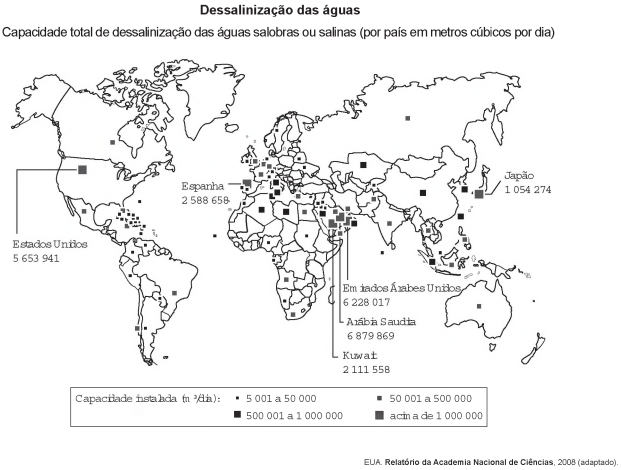 Dessalinização das águas
Capacidade total de dessalinização das águas salobras ou salinas (por país em metros cúbicos por dia)
Japão
1 054 274
Espanha
2 588 658
Estados Unidos
5 653 941
Emirados Árabes Unidos
6 228 017
Arábia Saudita
6 879 869
Kuwait
2 111 558
Capacidade instalada (m³/dia): 5 001 a 50 000 50 001 a 500 000
500 001 a 1 000 000 acima de 1 000 000
EUA. Relatório da Academia Nacional de Ciências, 2008 (adaptado).